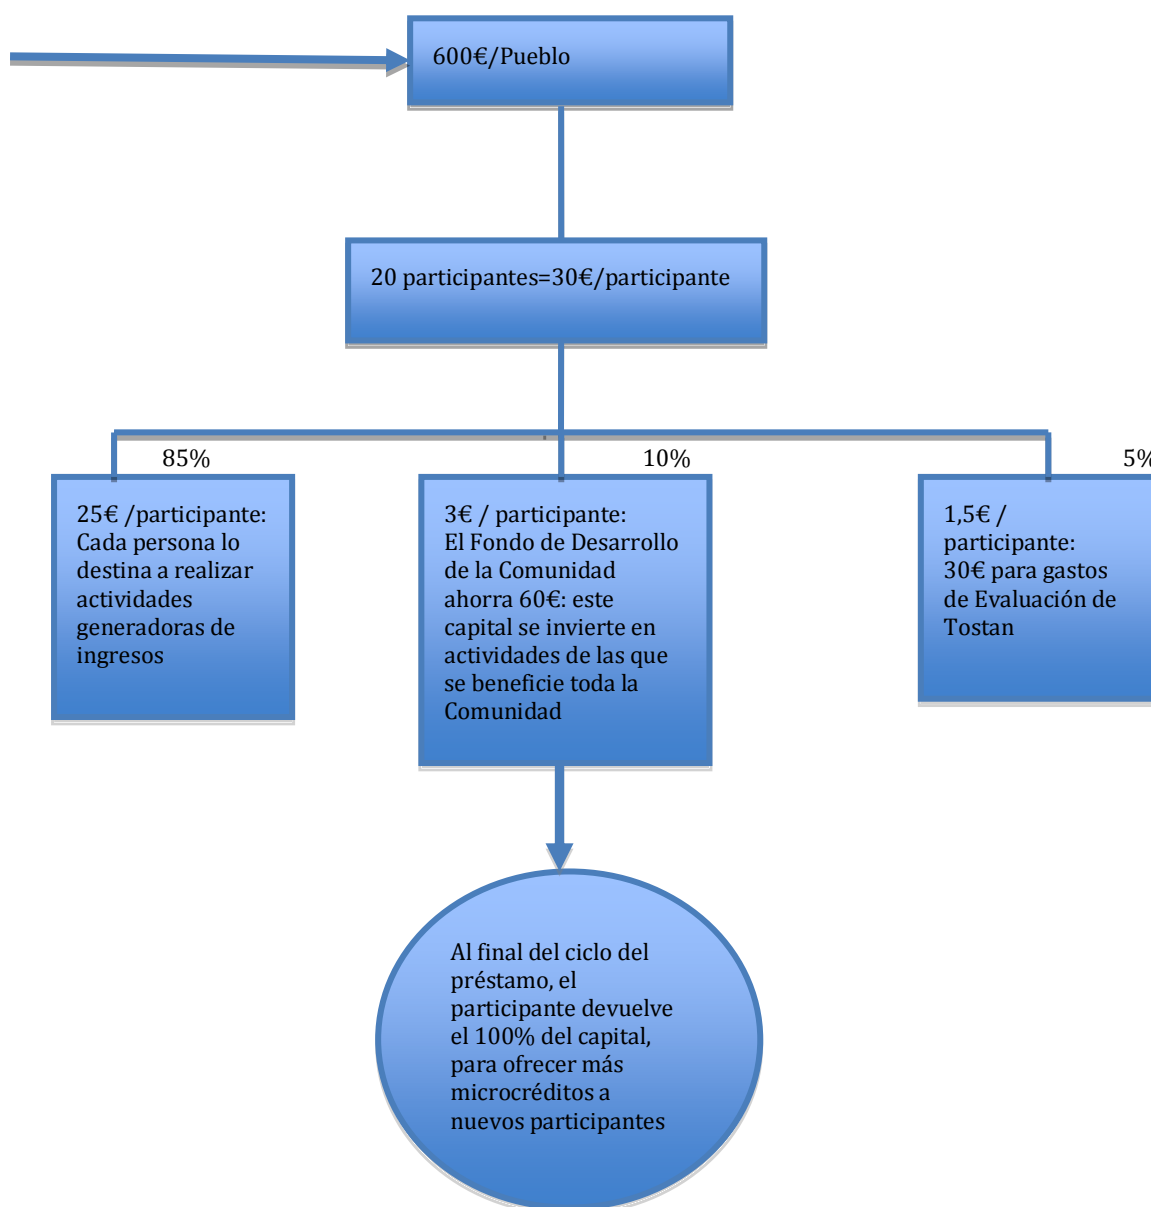 600€/Pueblo
20 participantes=30€/participante
85%
10%
5%
25€ /participante:
Cada persona lo
destina a realizar
actividades
generadoras de
ingresos
3€ / participante:
El Fondo de Desarrollo
de la Comunidad
ahorra 60€: este
capital se invierte en
actividades de las que
se beneficie toda la
Comunidad
1,5€ /
participante:
30€ para gastos
de Evaluación de
Tostan
Al final del ciclo del
préstamo, el
participante devuelve
el 100% del capital,
para ofrecer más
microcréditos a
nuevos participantes